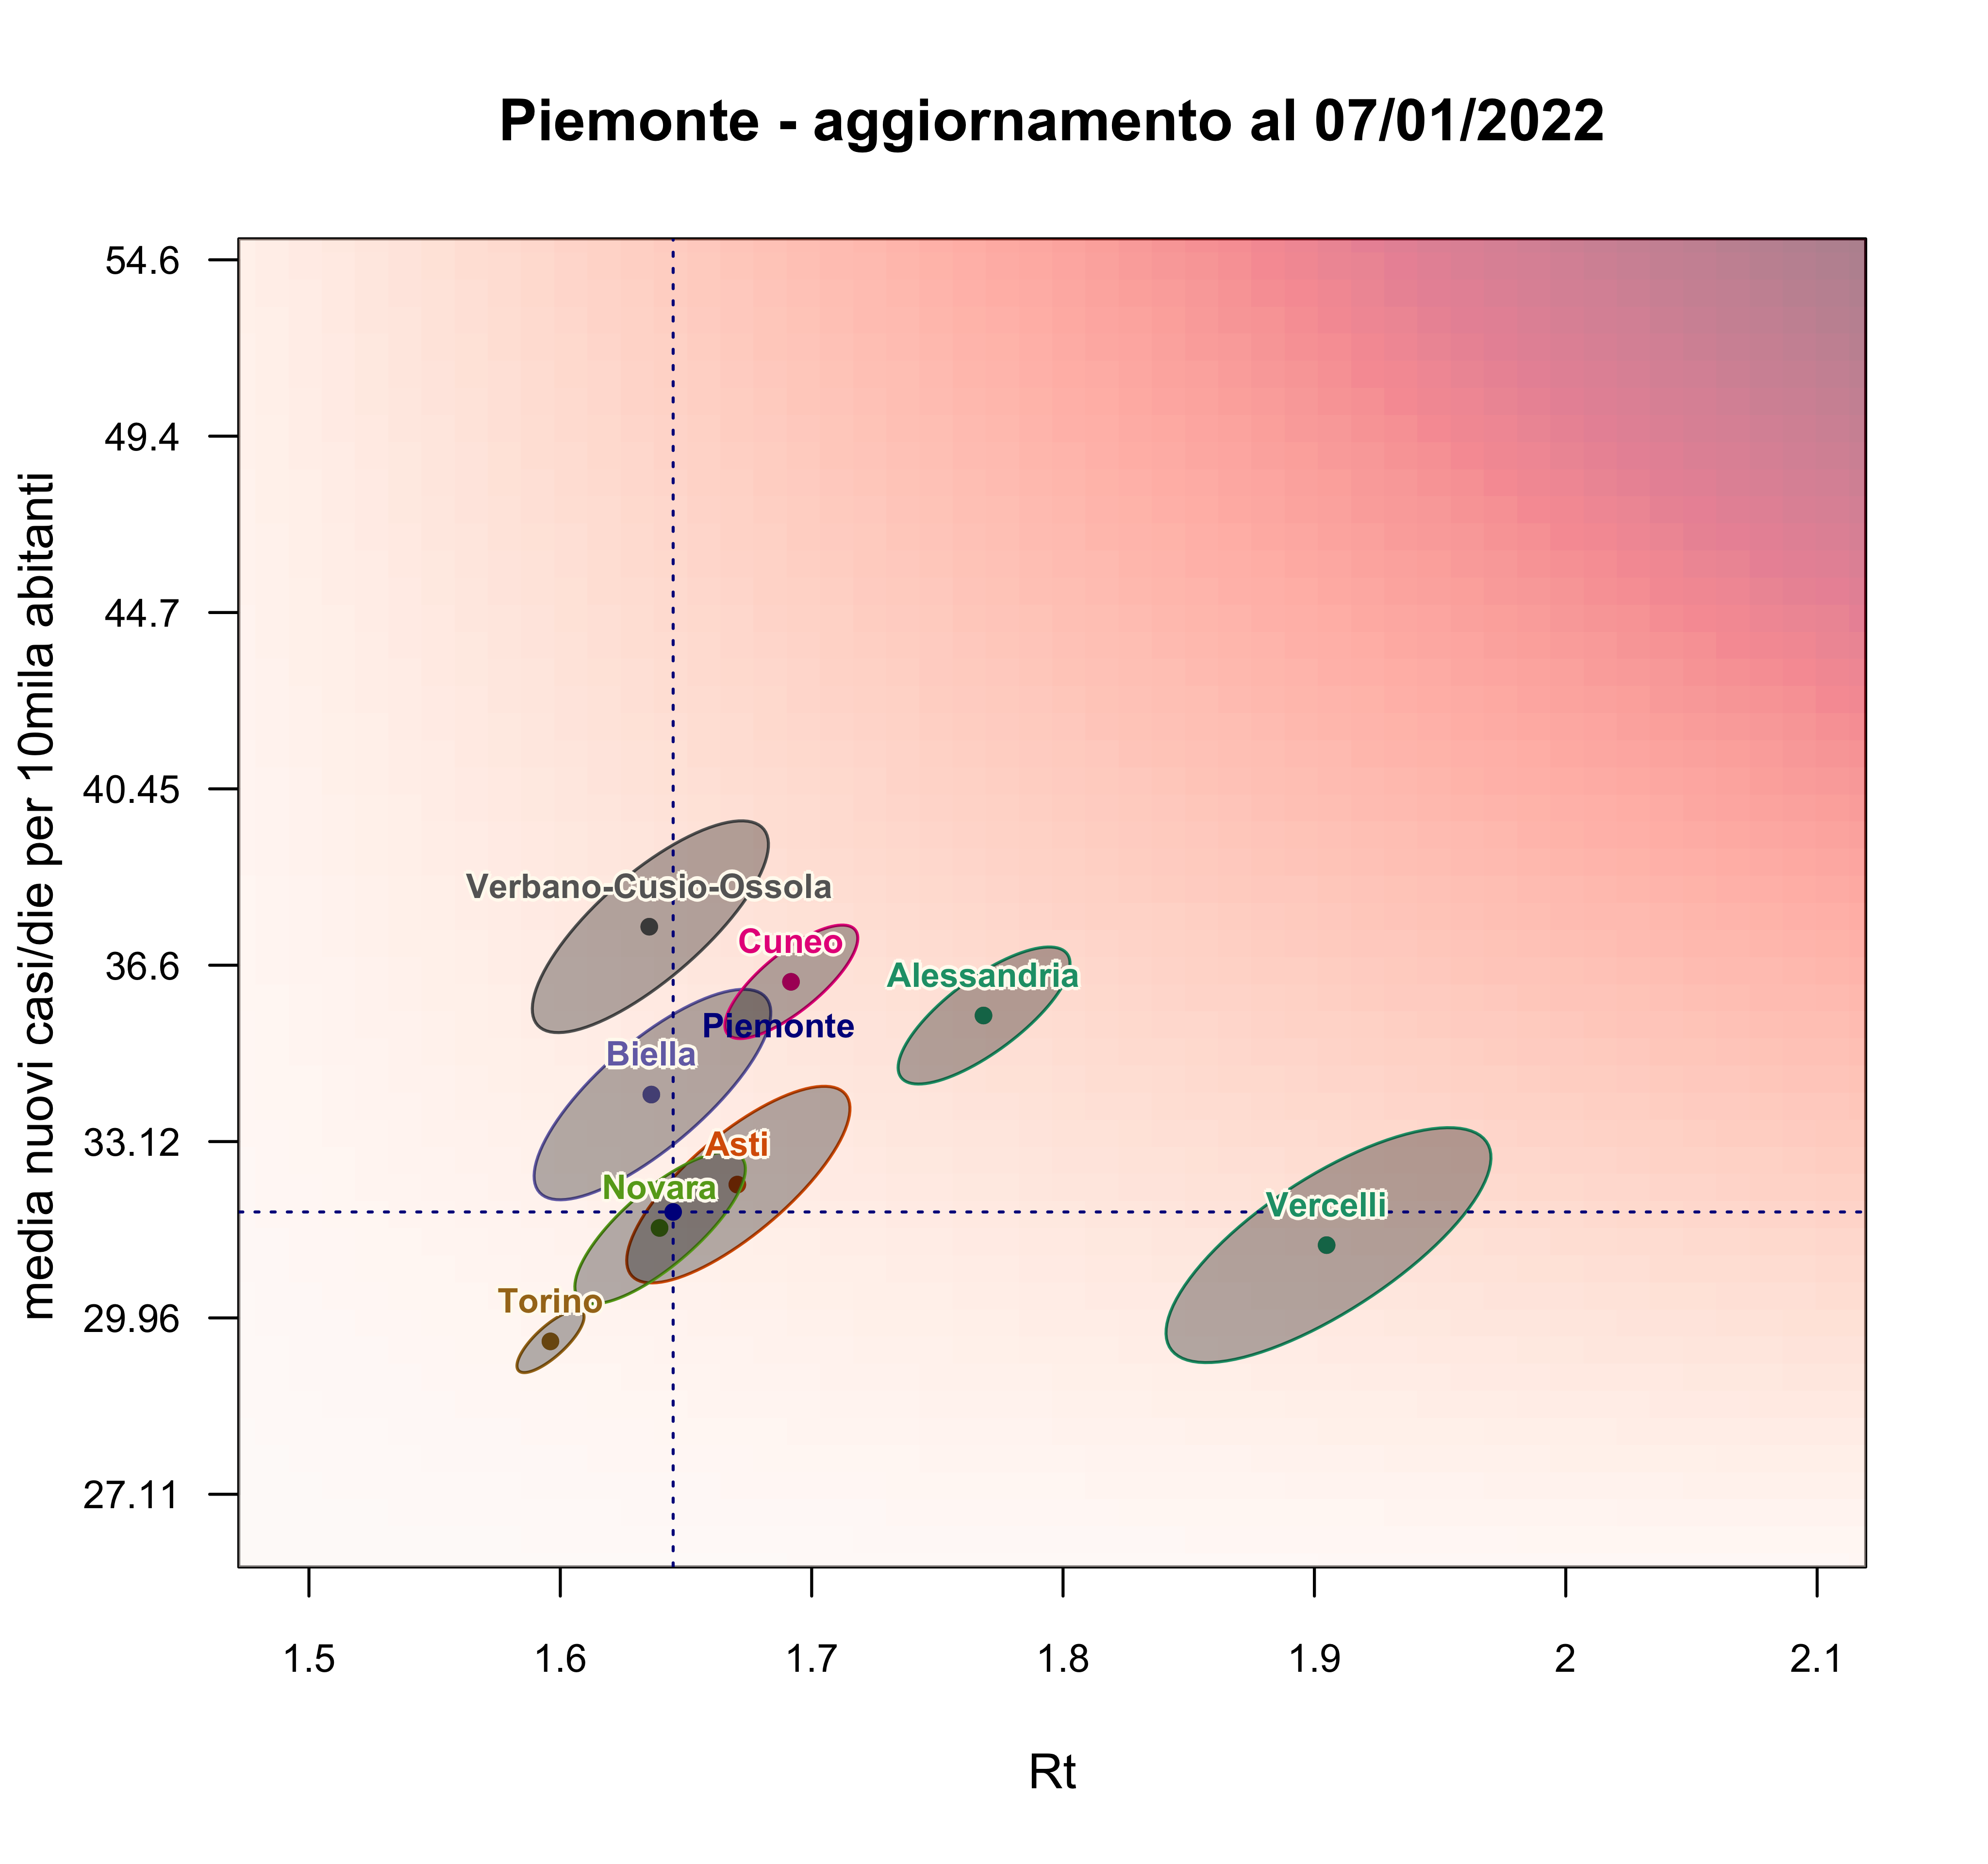 Piemonte - aggiornamento al 07/01/2022
media nuovi casi/die per 10mila abitanti
54.6
49.4
44.7
40.45
36.6
33.12
29.96
27.11
Verbano-Cusio-Ossola
Cuneo
Alessandria
Piemonte
Biella
Asti
Novara
Vercelli
Torino
1.5
1.6
1.7
1.8
1.9
2
2.1
Rt